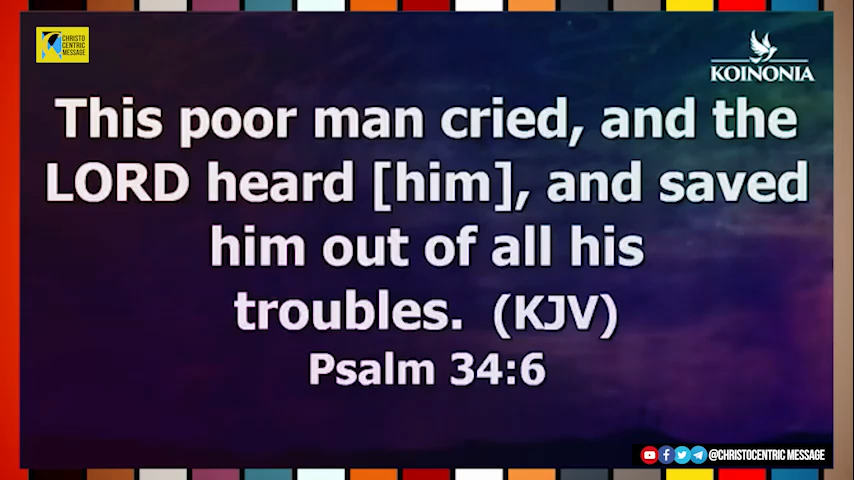 CHRISTO
CENTRIC
MESSAGE
KOINONIA
This poor man cried, and the
LORD heard [him], and saved
him out of all his
troubles. (KJV)
Psalm 34:6
@CHRISTOCENTRIC MESSAGE